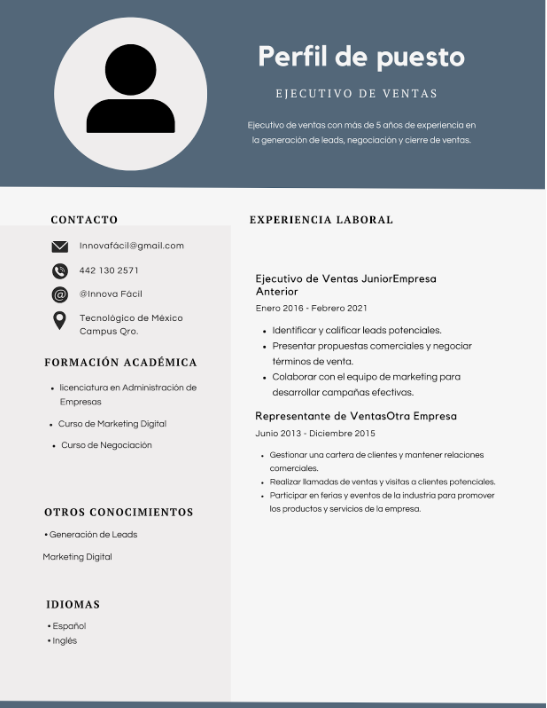 Perfil de puesto
EJECUTIVO DE VENTAS
Ejecutivo de ventas con más de 5 años de experiencia en
la generación de leads, negociación y cierre de ventas.
CONTACTO
Innovafácil@gmail.com
442 130 2571
@Innova Fácil
Tecnológico de México
Campus Qro.
FORMACIÓN ACADÉMICA
• licenciatura en Administración de
Empresas
• Curso de Marketing Digital
• Curso de Negociación
OTROS CONOCIMIENTOS
• Generación de Leads
Marketing Digital
IDIOMAS
• Español
• Inglés
EXPERIENCIA LABORAL
Ejecutivo de Ventas JuniorEmpresa
Anterior
Enero 2016 - Febrero 2021
• Identificar y calificar leads potenciales.
• Presentar propuestas comerciales y negociar
términos de venta.
• Colaborar con el equipo de marketing para
desarrollar campañas efectivas.
Representante de VentasOtra Empresa
Junio 2013 - Diciembre 2015
• Gestionar una cartera de clientes y mantener relaciones
comerciales.
• Realizar llamadas de ventas y visitas a clientes potenciales.
• Participar en ferias y eventos de la industria para promover
los productos y servicios de la empresa.